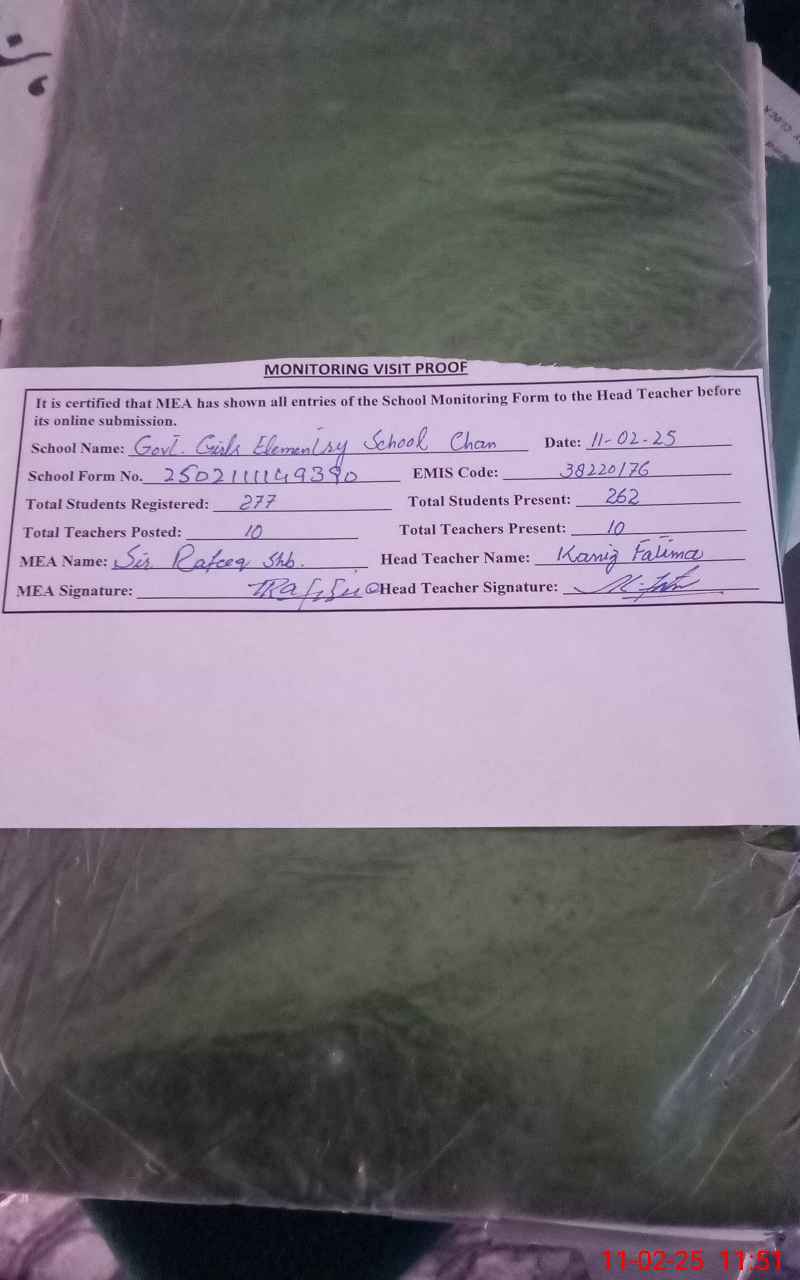 MONITORING VISIT PROOF
It is certified that MEA has shown all entries of the School Monitoring Form to the Head Teacher before
its online submission.
School Name: Govt. Girls Elementry School Chan Date: 11-02-25
School Form No. 2502111149390 EMIS Code: 38220176
Total Students Registered: 277 Total Students Present: 262
Total Teachers Posted: 10 Total Teachers Present: 10
MEA Name: Sir Rafeeq Shb. Head Teacher Name: Kaniz Fatima
MEA Signature: Head Teacher Signature:
11-02-25 11:51